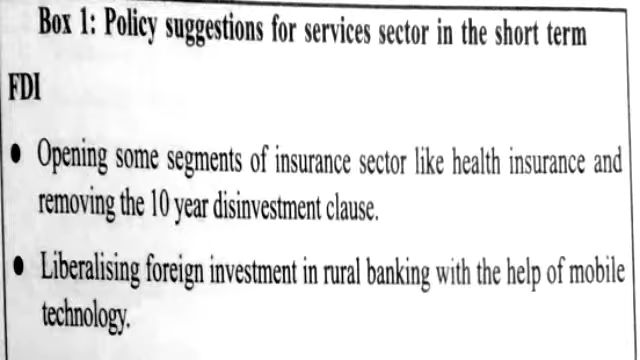 Box 1: Policy suggestions for services sector in the short term
FDI
● Opening some segments of insurance sector like health insurance and
removing the 10 year disinvestment clause.
● Liberalising foreign investment in rural banking with the help of mobile
technology.